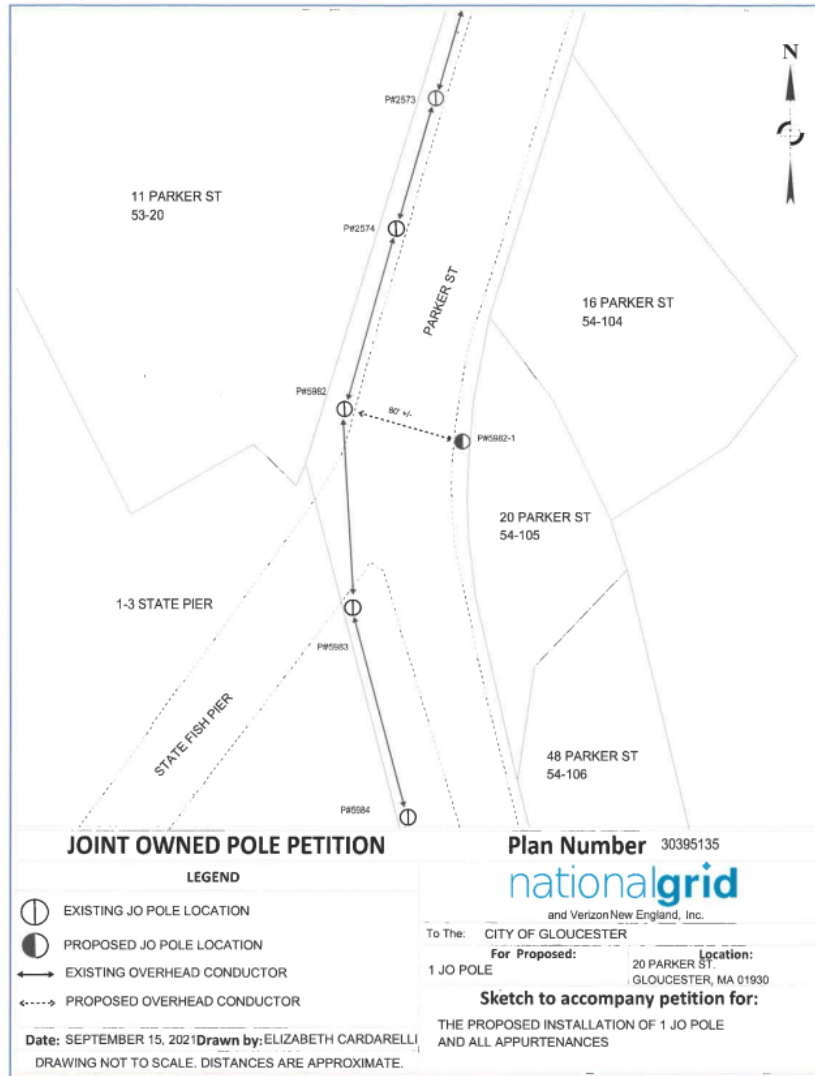 N
P#2573
11 PARKER ST
53-20
P#2574
PARKER ST
16 PARKER ST
54-104
P#5982
80' +/-
P#5982-1
20 PARKER ST
54-105
1-3 STATE PIER
P#5983
STATE FISH PIER
48 PARKER ST
54-106
P#5984
JOINT OWNED POLE PETITION
LEGEND
EXISTING JO POLE LOCATION
PROPOSED JO POLE LOCATION
EXISTING OVERHEAD CONDUCTOR
PROPOSED OVERHEAD CONDUCTOR
Date: SEPTEMBER 15, 2021 Drawn by: ELIZABETH CARDARELLI
DRAWING NOT TO SCALE. DISTANCES ARE APPROXIMATE.
Plan Number 30395135
nationalgrid
and Verizon New England, Inc.
To The: CITY OF GLOUCESTER
For Proposed:
1 JO POLE
Location:
20 PARKER ST.
GLOUCESTER, MA 01930
Sketch to accompany petition for:
THE PROPOSED INSTALLATION OF 1 JO POLE
AND ALL APPURTENANCES